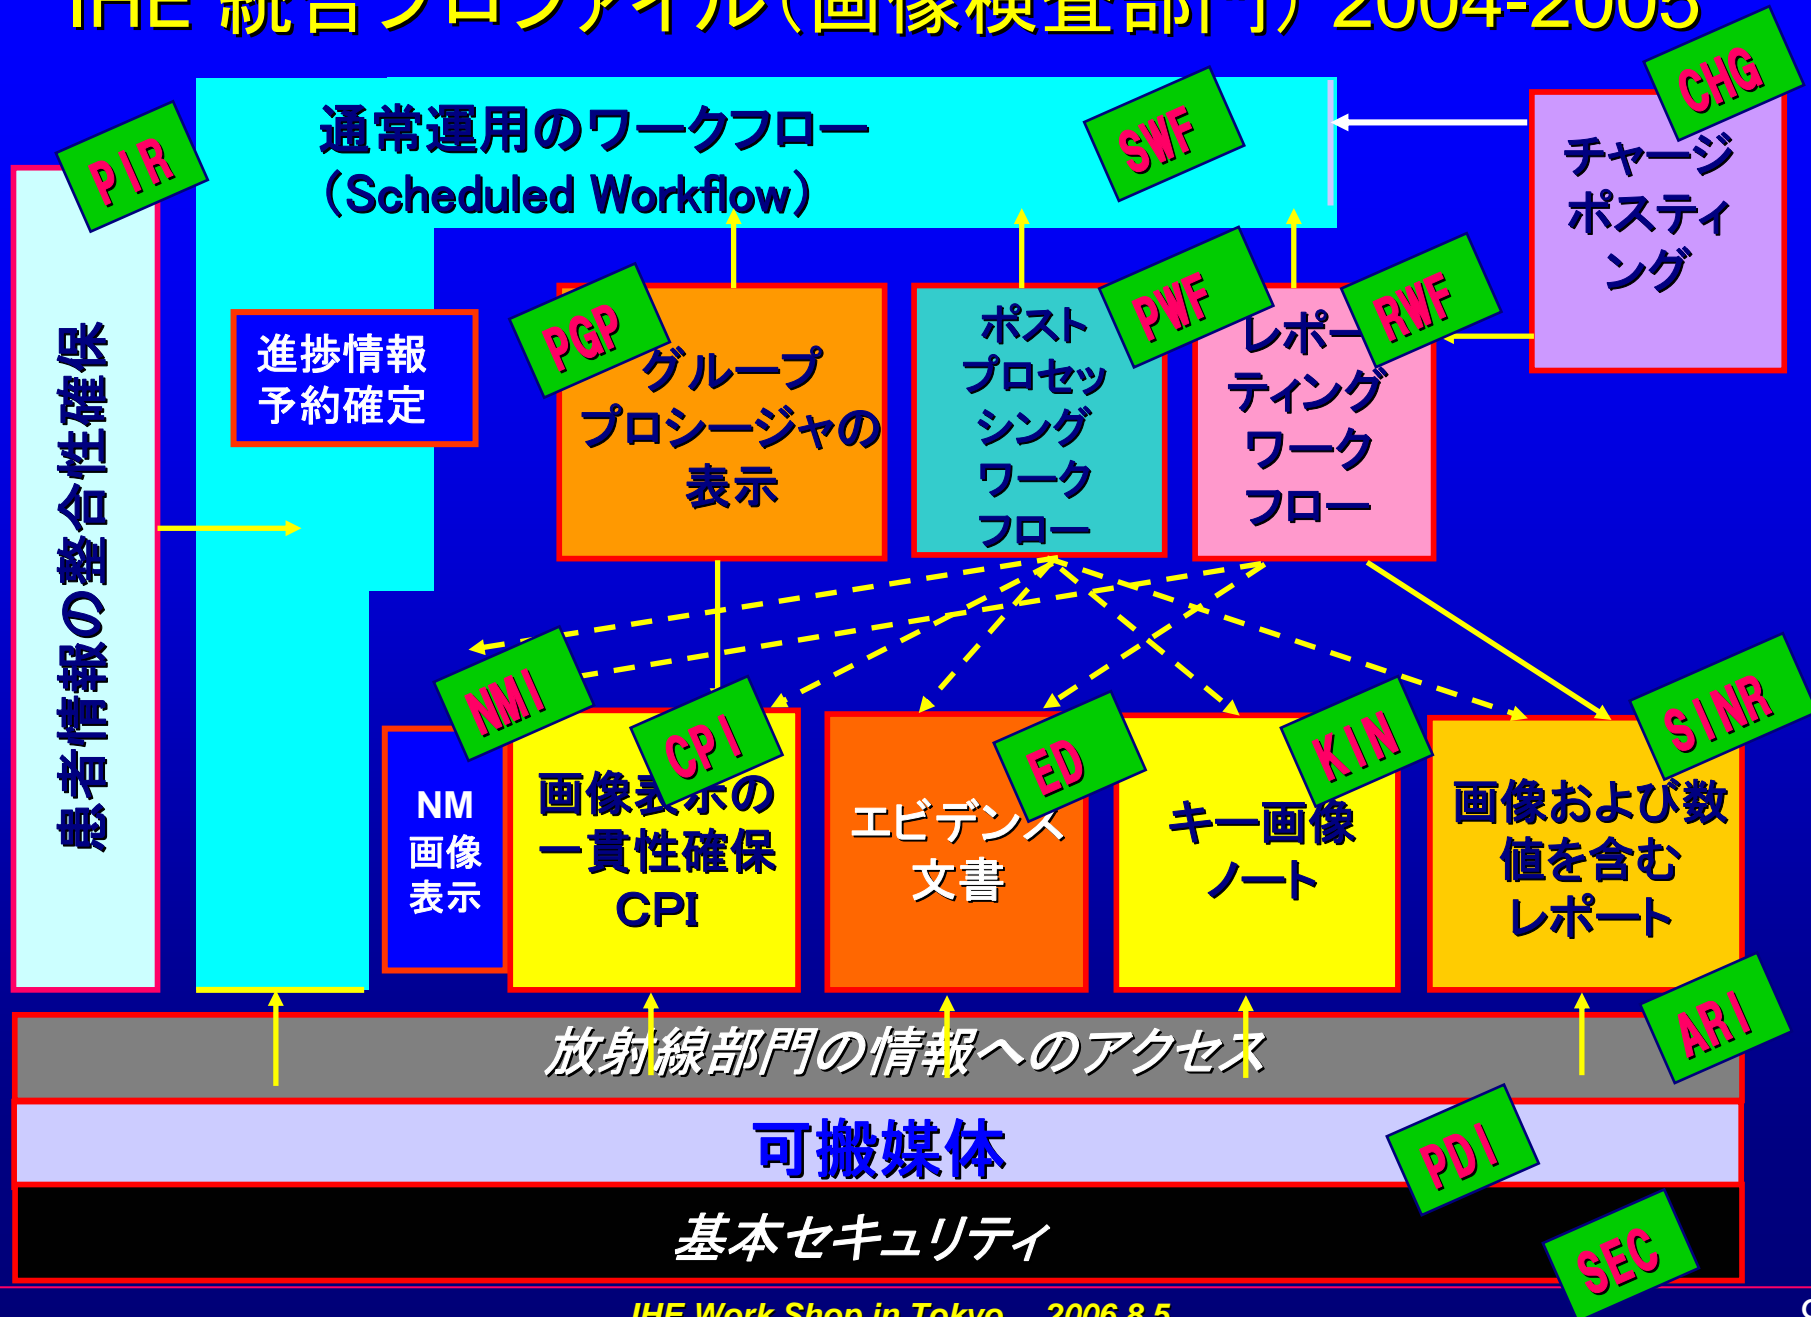 IHE 統合プロファイル（画像検査部門） 2004-2005
CHG
PIR
通常運用のワークフロー
（Scheduled Workflow）
SWF
チャージ
ポスティ
ング
患者情報の整合性確保
進捗情報
予約確定
PGP
グループ
プロシージャの
表示
PWF
ポスト
プロセッ
シング
ワーク
フロー
RWF
レポー
ティング
ワーク
フロー
NMI
NM
画像
表示
CPI
画像表示の
一貫性確保
CPI
ED
エビデンス
文書
KIN
キー画像
ノート
SINR
画像および数
値を含む
レポート
ARI
放射線部門の情報へのアクセス
可搬媒体
PDI
基本セキュリティ
SEC
IHE Work Shop in Tokyo 2006.8.5